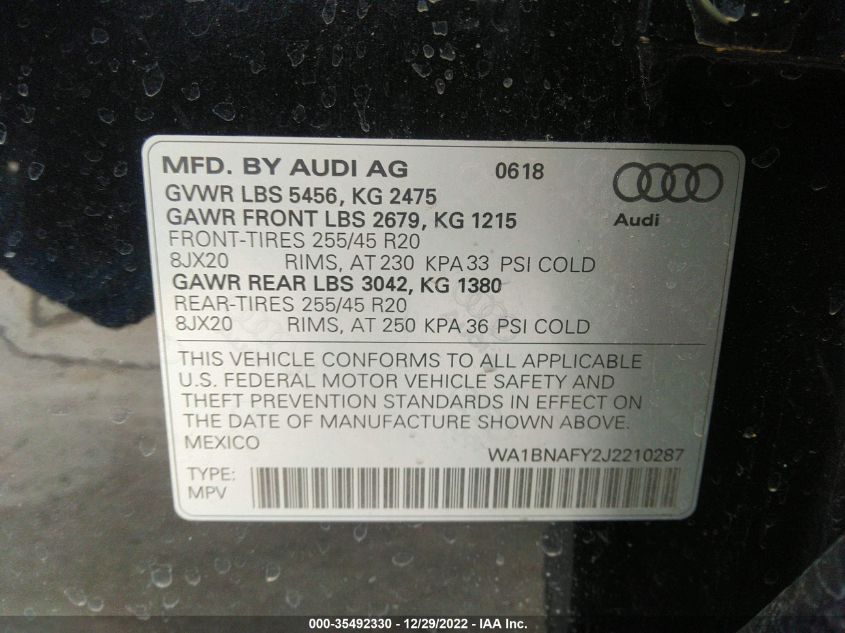 MFD. BY AUDI AG 0618
GVWR LBS 5456, KG 2475
GAWR FRONT LBS 2679, KG 1215
Audi
FRONT-TIRES 255/45 R20
8JX20 RIMS, AT 230 KPA 33 PSI COLD
GAWR REAR LBS 3042, KG 1380
REAR-TIRES 255/45 R20
8JX20 RIMS, AT 250 KPA 36 PSI COLD
THIS VEHICLE CONFORMS TO ALL APPLICABLE
U.S. FEDERAL MOTOR VEHICLE SAFETY AND
THEFT PREVENTION STANDARDS IN EFFECT ON
THE DATE OF MANUFACTURE SHOWN ABOVE.
MEXICO
WA1BNAFY2J2210287
TYPE:
MPV
000-35492330 - 12/29/2022 - IAA Inc.